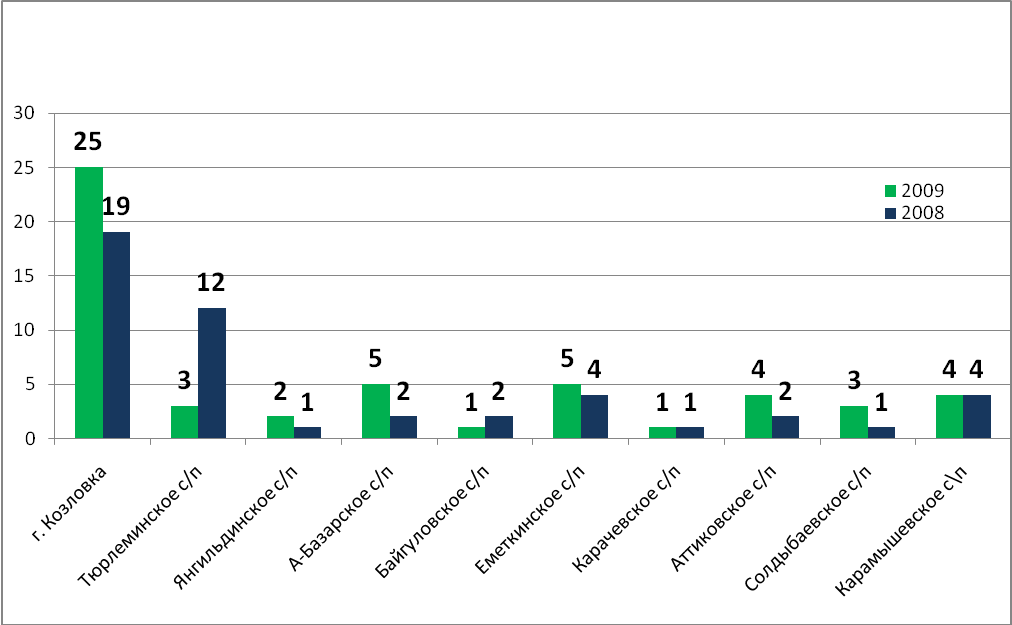 30
25
20
15
10
5
0
25
19
3
12
2
1
5
2
1
2
5
4
1
1
4
2
3
1
4
4
2009
2008
г. Козловка
Тюрлеминское с/п
Янгильдинское с/п
А-Базарское с/п
Байгуловское с/п
Еметкинское с/п
Карачевское с/п
Аттиковское с/п
Солдыбаевское с/п
Карамышевское с\п